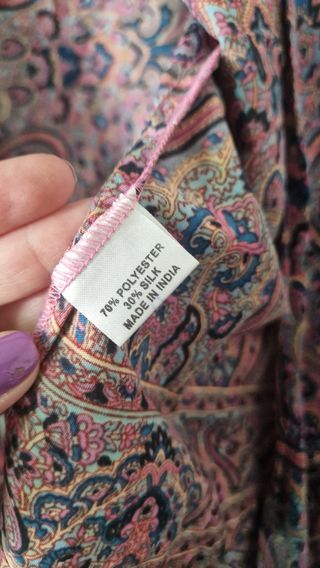 70% POLYESTER
30% SILK
MADE IN INDIA